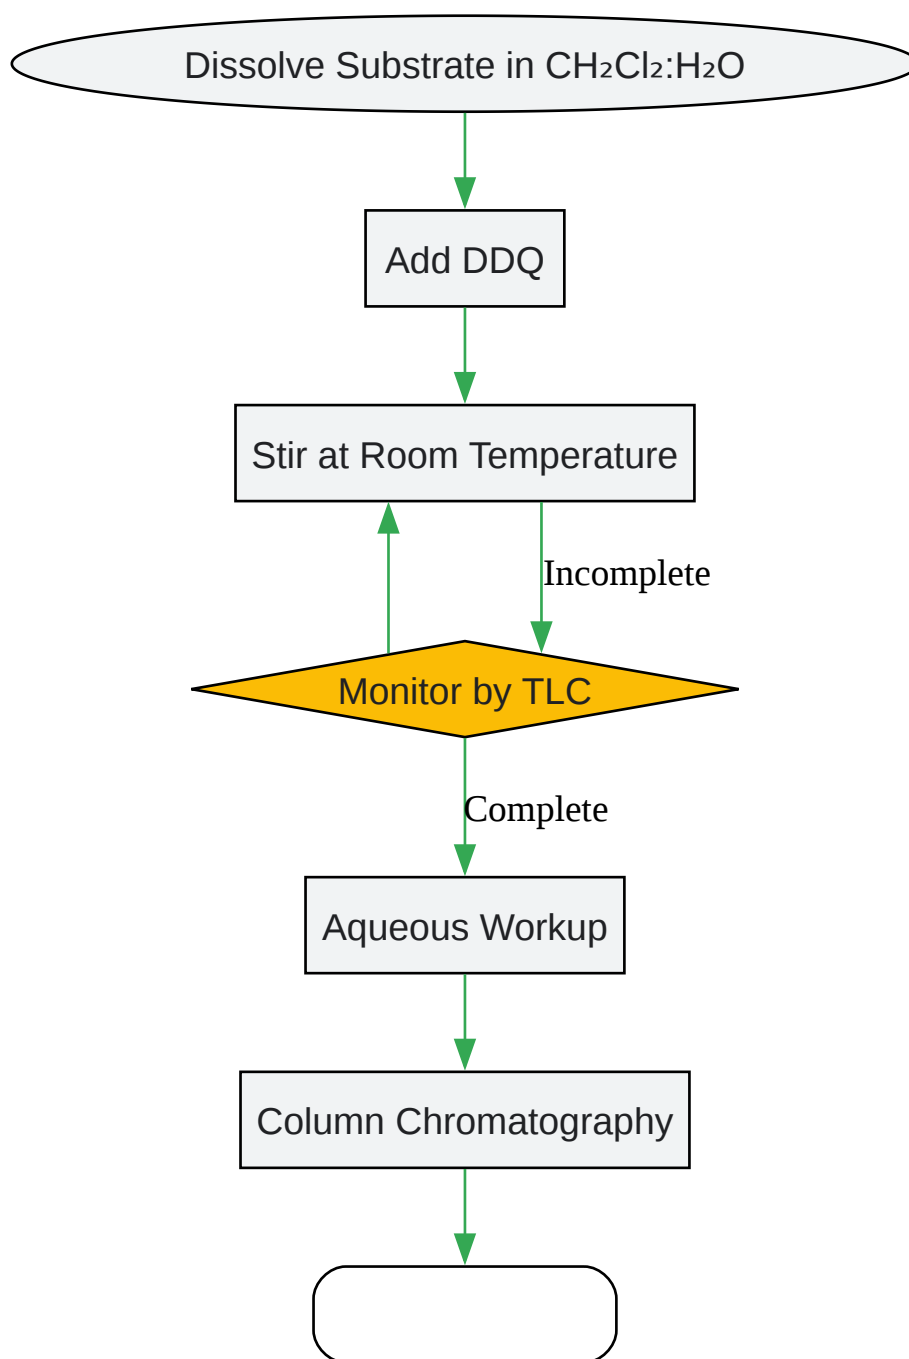 Dissolve Substrate in CH₂Cl₂:H₂O
Add DDQ
Stir at Room Temperature
Incomplete
Monitor by TLC
Complete
Aqueous Workup
Column Chromatography